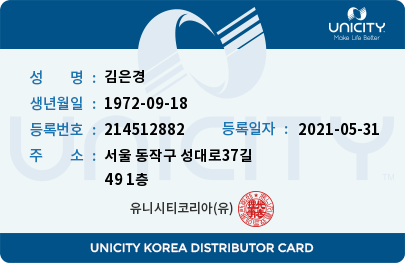 UNICITY
Make Life Better
성 명 : 김은경
생년월일 : 1972-09-18
등록번호 : 214512882 등록일자 : 2021-05-31
주 소 : 서울 동작구 성대로37길
49 1층
유니시티코리아(유)
UNICITY
UNICITY KOREA DISTRIBUTOR CARD